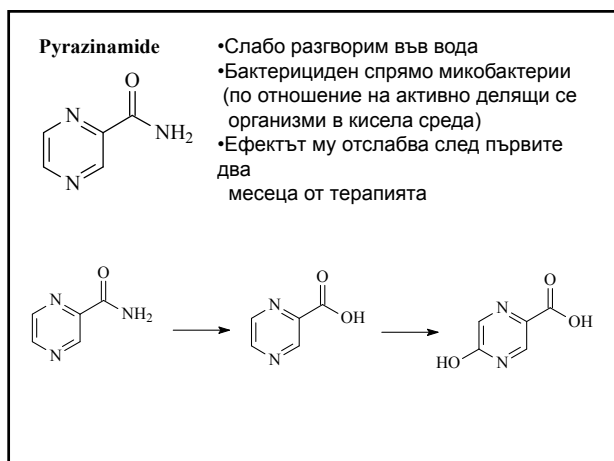 Pyrazinamide
•Слабо разгворим във вода
•Бактерициден спрямо микобактерии
(по отношение на активно делящи се
организми в кисела среда)
•Ефектът му отслабва след първите
два
месеца от терапията
O
N
NH2
N
O
N
NH2
N
O
N
OH
N
O
N
OH
HO
N